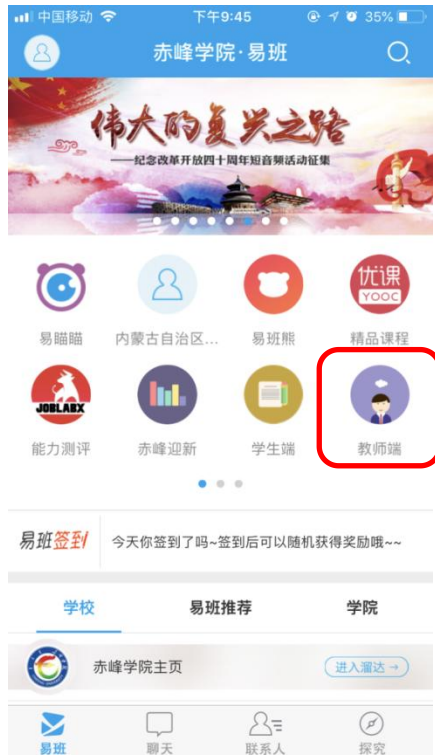 中国移动 下午9:45 35%
赤峰学院·易班
伟大的复兴之路
——纪念改革开放四十周年短音频活动征集
优课
YOOC
易瞄瞄 内蒙古自治区... 易班熊 精品课程
JOBLABX
能力测评 赤峰迎新 学生端 教师端
易班签到 今天你签到了吗~签到后可以随机获得奖励哦~~
学校 易班推荐 学院
赤峰学院主页 进入溜达→
易班 聊天 联系人 探究